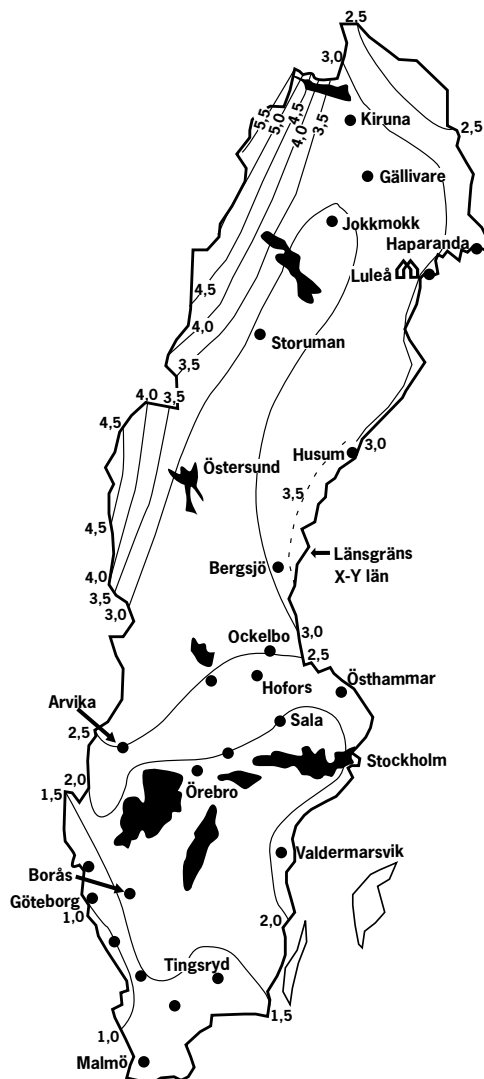 2,5
3,0
5,5
5,0
4,5
4,0
3,5
2,5
Kiruna
Gällivare
Jokkmokk
Haparanda
Luleå
4,5
4,0
Storuman
3,5
4,0
3,5
4,5
Husum
3,0
Östersund
3,5
4,5
Länsgräns
X-Y län
Bergsjö
4,0
3,5
3,0
3,0
Ockelbo
2,5
Östhammar
Hofors
Arvika
Sala
2,5
Stockholm
2,0
Örebro
1,5
Valdermarsvik
Borås
Göteborg
1,0
2,0
Tingsryd
1,5
1,0
Malmö